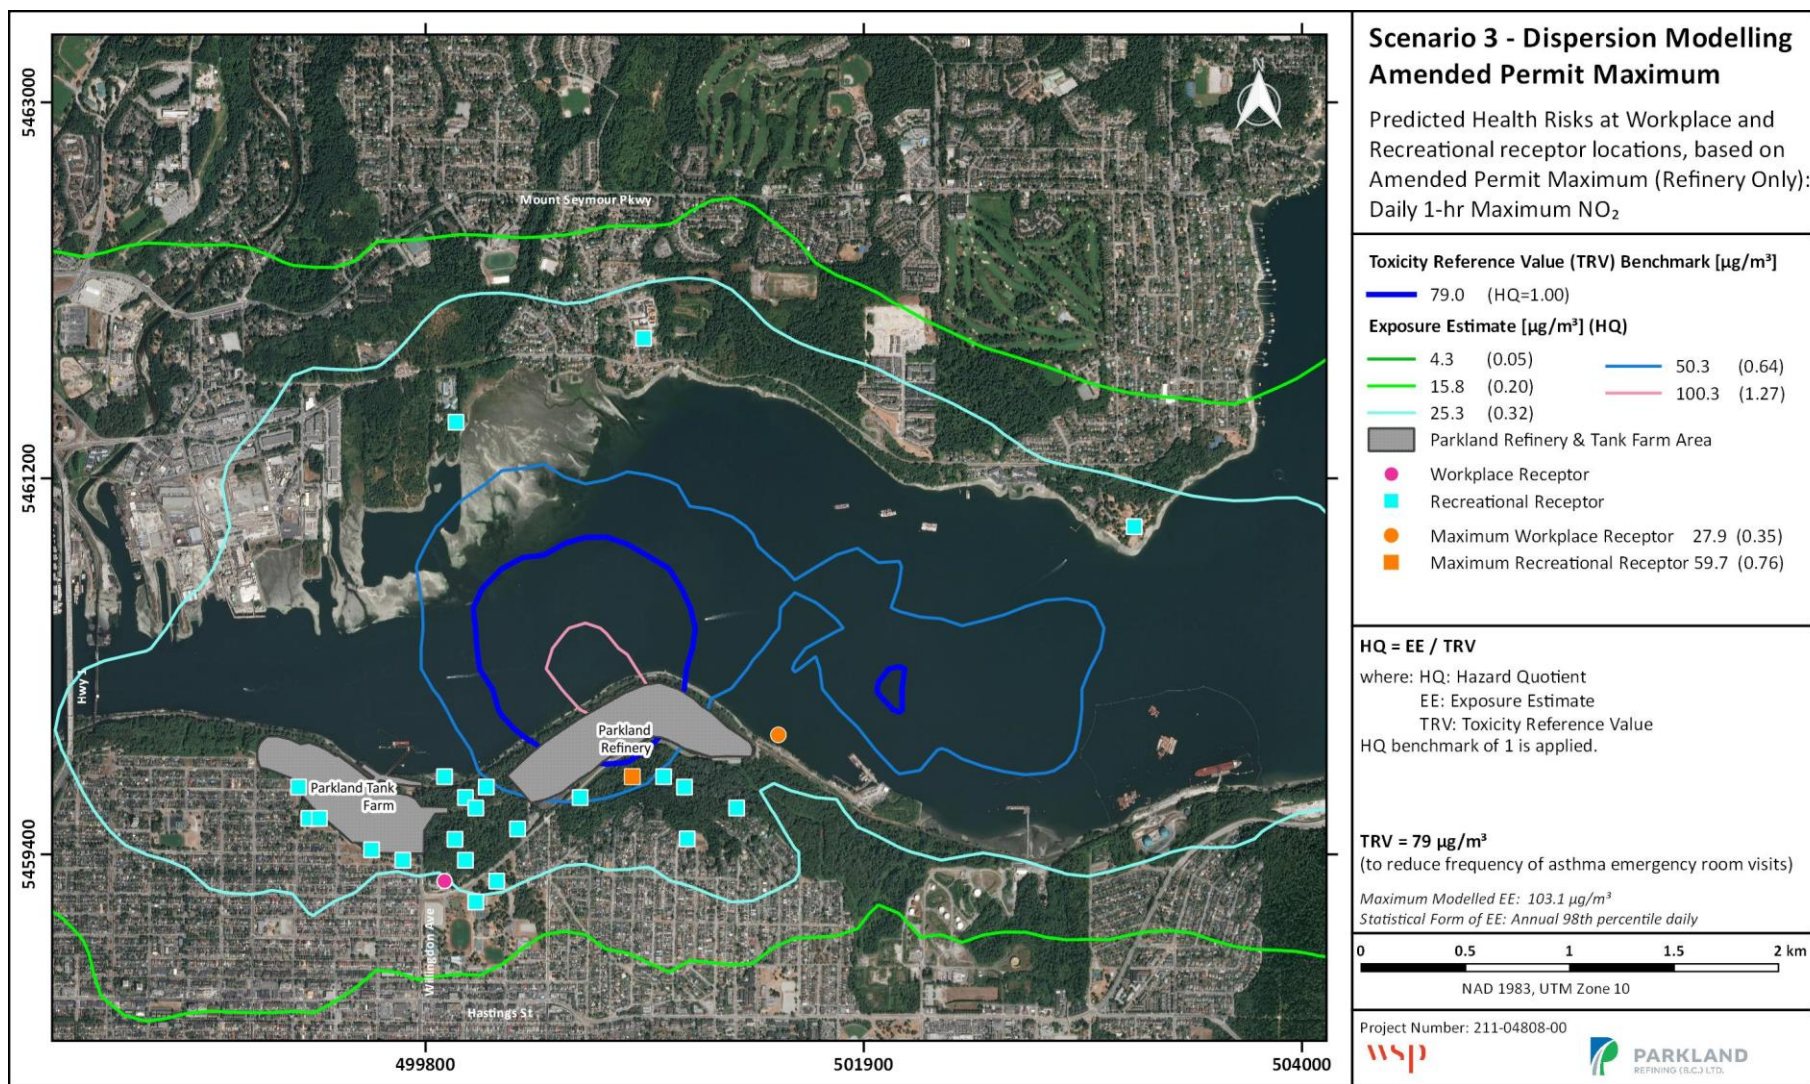 Scenario 3 - Dispersion Modelling
Amended Permit Maximum
Predicted Health Risks at Workplace and
Recreational receptor locations, based on
Amended Permit Maximum (Refinery Only):
Daily 1-hr Maximum NO₂
Toxicity Reference Value (TRV) Benchmark [µg/m³]
79.0 (HQ=1.00)
Exposure Estimate [µg/m³] (HQ)
4.3 (0.05)
15.8 (0.20)
25.3 (0.32)
50.3 (0.64)
100.3 (1.27)
Parkland Refinery & Tank Farm Area
Workplace Receptor
Recreational Receptor
Maximum Workplace Receptor 27.9 (0.35)
Maximum Recreational Receptor 59.7 (0.76)
HQ = EE / TRV
where: HQ: Hazard Quotient
EE: Exposure Estimate
TRV: Toxicity Reference Value
HQ benchmark of 1 is applied.
TRV = 79 µg/m³
(to reduce frequency of asthma emergency room visits)
Maximum Modelled EE: 103.1 µg/m³
Statistical Form of EE: Annual 98th percentile daily
0 0.5 1 1.5 2 km
NAD 1983, UTM Zone 10
Project Number: 211-04808-00
wsp
PARKLAND
REFINING (B.C.) LTD.
N
Mount Seymour Pkwy
Hwy 1
Parkland
Refinery
Parkland Tank
Farm
Willingdon Ave
Hastings St
5463000
5461200
5459400
499800
501900
504000